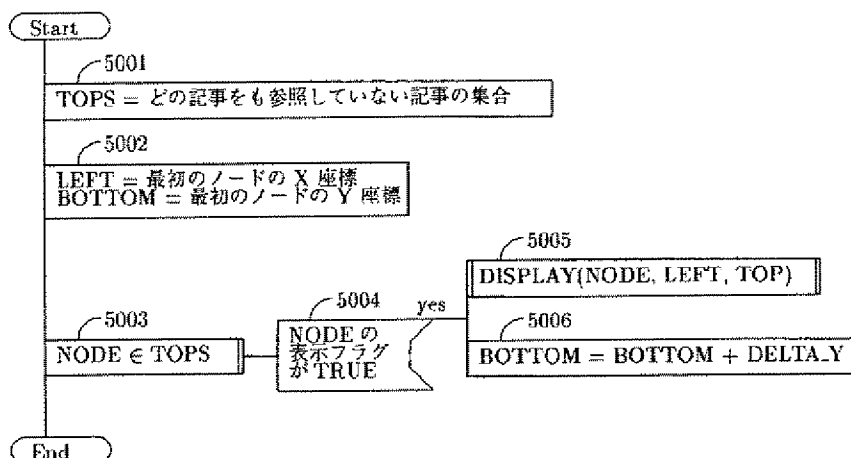 Start
5001
TOPS = どの記事をも参照していない記事の集合
5002
LEFT = 最初のノードの X 座標
BOTTOM = 最初のノードの Y 座標
5003
NODE ∈ TOPS
5004
NODE の
表示フラグ
が TRUE
yes
5005
DISPLAY(NODE, LEFT, TOP)
5006
BOTTOM = BOTTOM + DELTA_Y
End